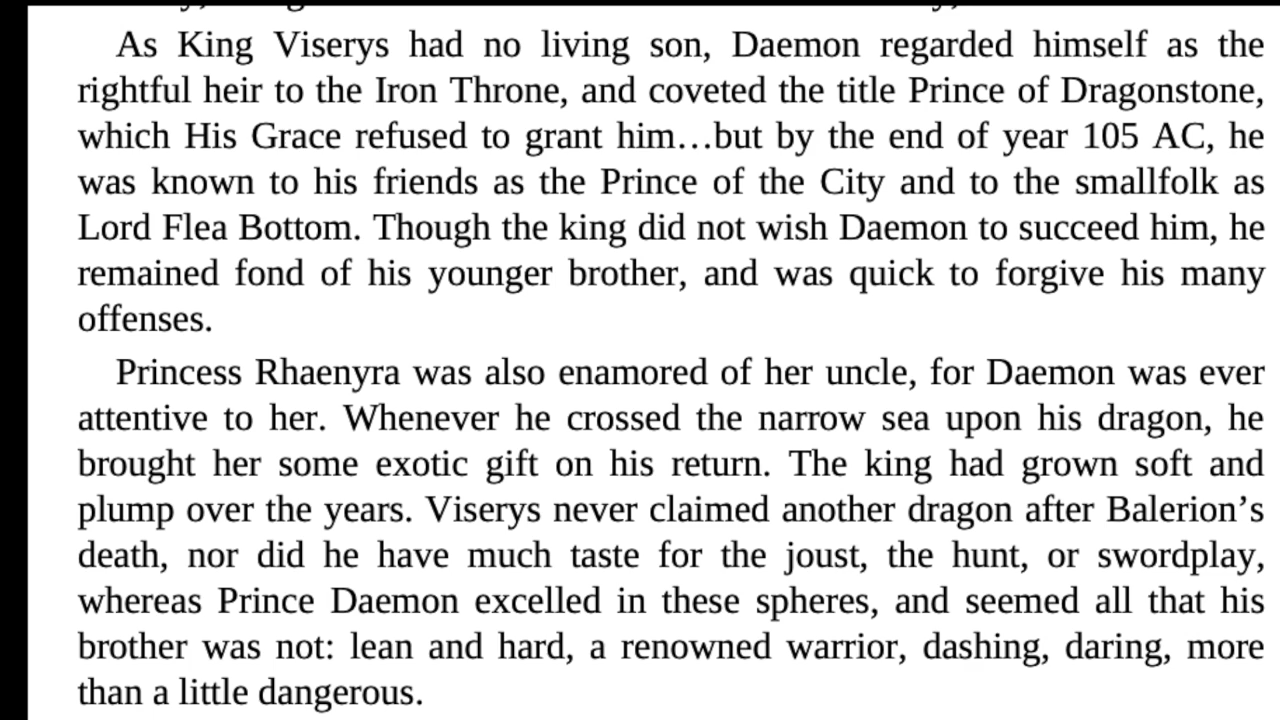 As King Viserys had no living son, Daemon regarded himself as the
rightful heir to the Iron Throne, and coveted the title Prince of Dragonstone,
which His Grace refused to grant him…but by the end of year 105 AC, he
was known to his friends as the Prince of the City and to the smallfolk as
Lord Flea Bottom. Though the king did not wish Daemon to succeed him, he
remained fond of his younger brother, and was quick to forgive his many
offenses.
Princess Rhaenyra was also enamored of her uncle, for Daemon was ever
attentive to her. Whenever he crossed the narrow sea upon his dragon, he
brought her some exotic gift on his return. The king had grown soft and
plump over the years. Viserys never claimed another dragon after Balerion’s
death, nor did he have much taste for the joust, the hunt, or swordplay,
whereas Prince Daemon excelled in these spheres, and seemed all that his
brother was not: lean and hard, a renowned warrior, dashing, daring, more
than a little dangerous.